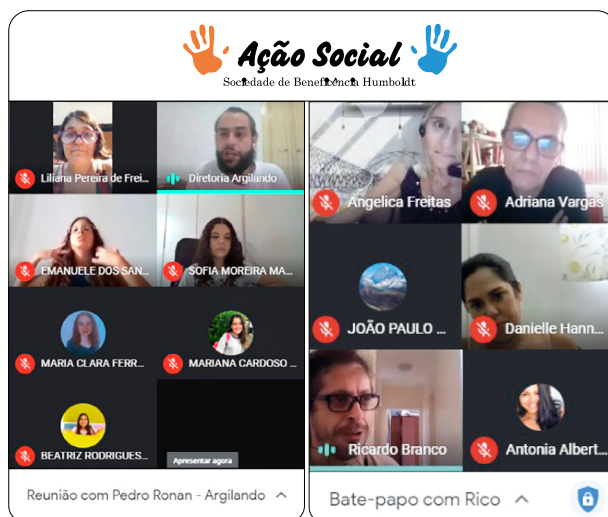 Ação Social
Sociedade de Beneficência Humboldt
Liliana Pereira de Frei...
Diretoria Argilando
EMANUELE DOS SAN...
SOFIA MOREIRA MA...
MARIA CLARA FERR...
MARIANA CARDOSO ...
BEATRIZ RODRIGUES...
Apresentar agora
Reunião com Pedro Ronan - Argilando
Angelica Freitas
Adriana Vargas
JOÃO PAULO ...
Danielle Hann...
Ricardo Branco
Antonia Albert...
Bate-papo com Rico